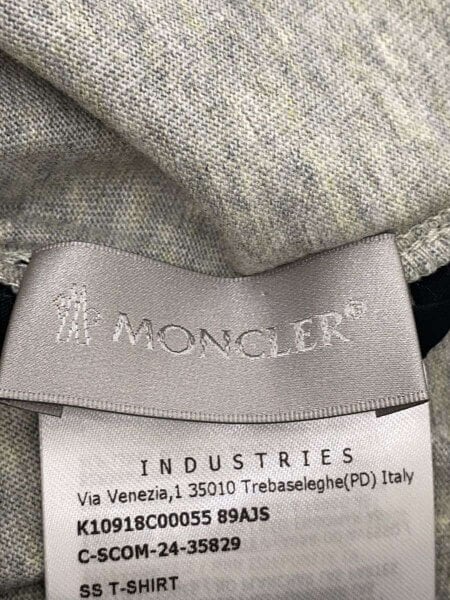 MONCLER®
INDUSTRIES
Via Venezia,1 35010 Trebaseleghe(PD) Italy
K10918C00055 89AJS
C-SCOM-24-35829
SS T-SHIRT